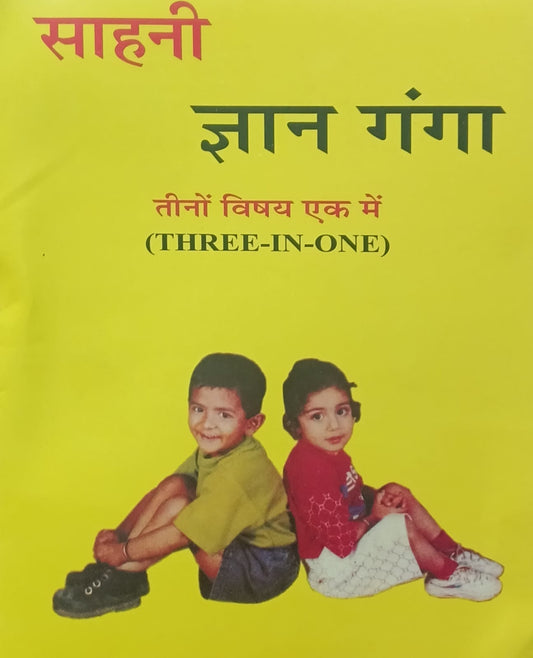 साहनी
ज्ञान गंगा
तीनों विषय एक में
(THREE-IN-ONE)